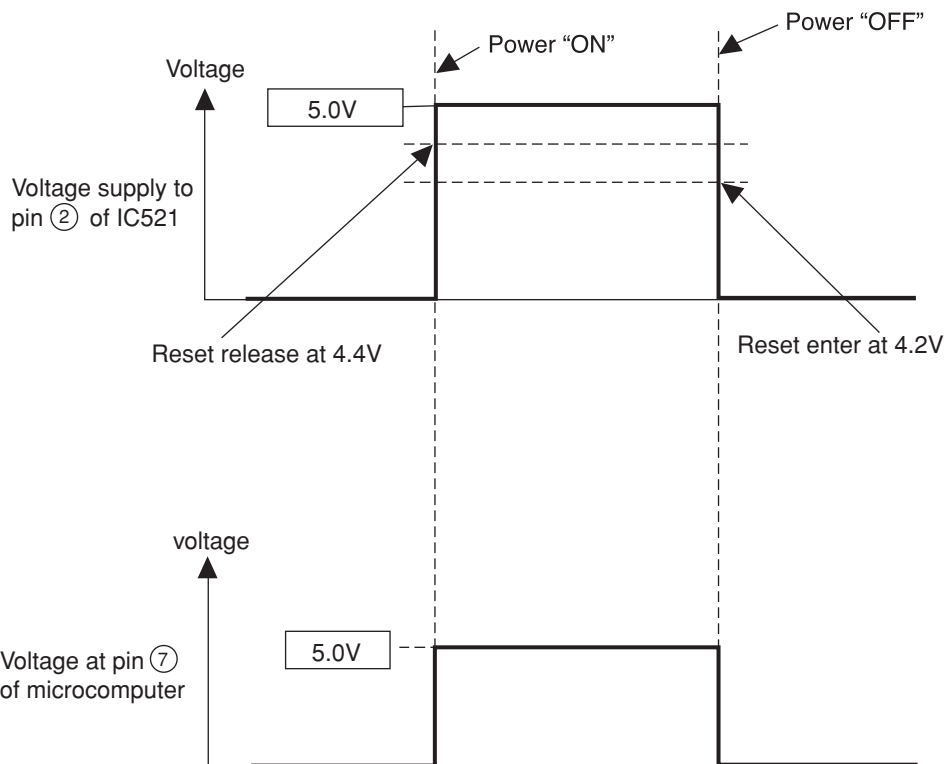 Power “OFF”
Power “ON”
Voltage
5.0V
Voltage supply to
pin ② of IC521
Reset release at 4.4V
Reset enter at 4.2V
voltage
5.0V
Voltage at pin ⑦
of microcomputer